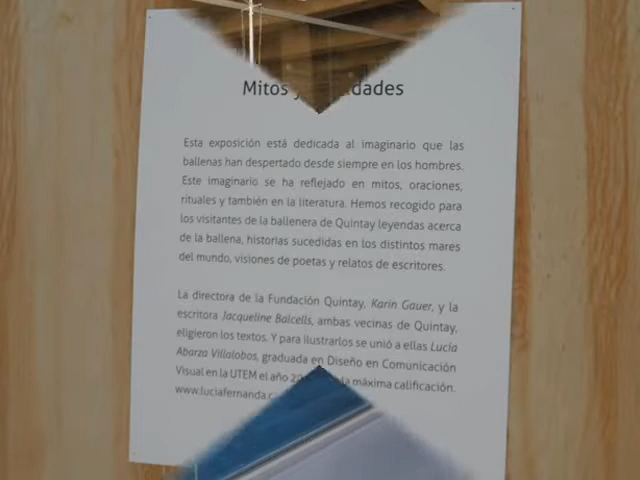 Mitos y
Esta exposición está dedicada al imaginario que las
ballenas han despertado desde siempre en los hombres.
Este imaginario se ha reflejado en mitos, oraciones,
rituales y también en la literatura. Hemos recogido para
los visitantes de la ballenera de Quintay leyendas acerca
de la ballena, historias sucedidas en los distintos mares
del mundo, visiones de poetas y relatos de escritores.
La directora de la Fundación Quintay, Karin Gauer, y la
escritora Jacqueline Balcells, ambas vecinas de Quintay,
eligieron los textos. Y para ilustrarlos se unió a ellas Lucía
Abarza Villalobos, graduada en Diseño en Comunicación
Visual en la UTEM el año la máxima calificación.